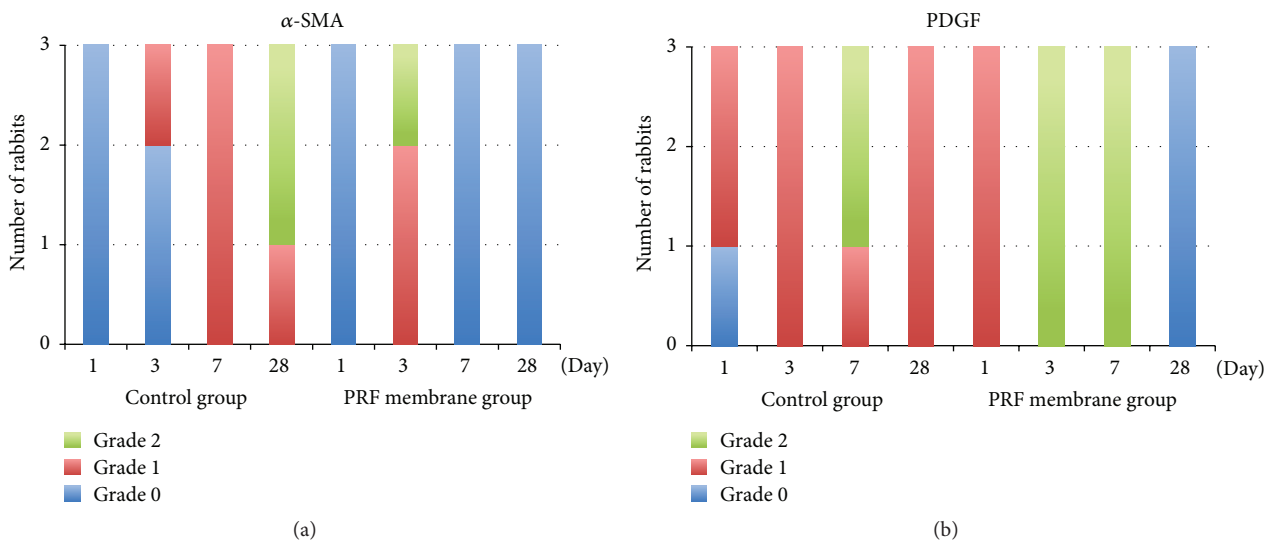 α-SMA
3
2
1
0
Number of rabbits
1 3 7 28 1 3 7 28 (Day)
Control group PRF membrane group
Grade 2
Grade 1
Grade 0
(a)
PDGF
3
2
1
0
Number of rabbits
1 3 7 28 1 3 7 28 (Day)
Control group PRF membrane group
Grade 2
Grade 1
Grade 0
(b)